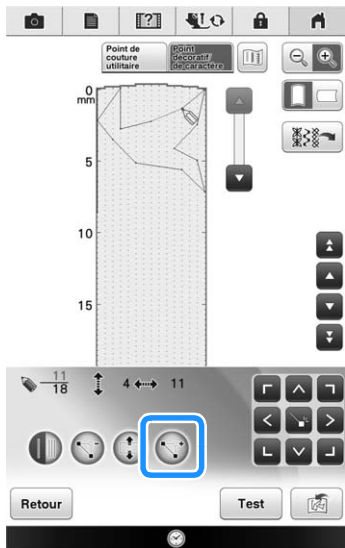 [?]
Point de
couture
utilitaire
Point
décoratif
de caractère
0
mm
5
10
15
11
18
4
11
Retour
Test